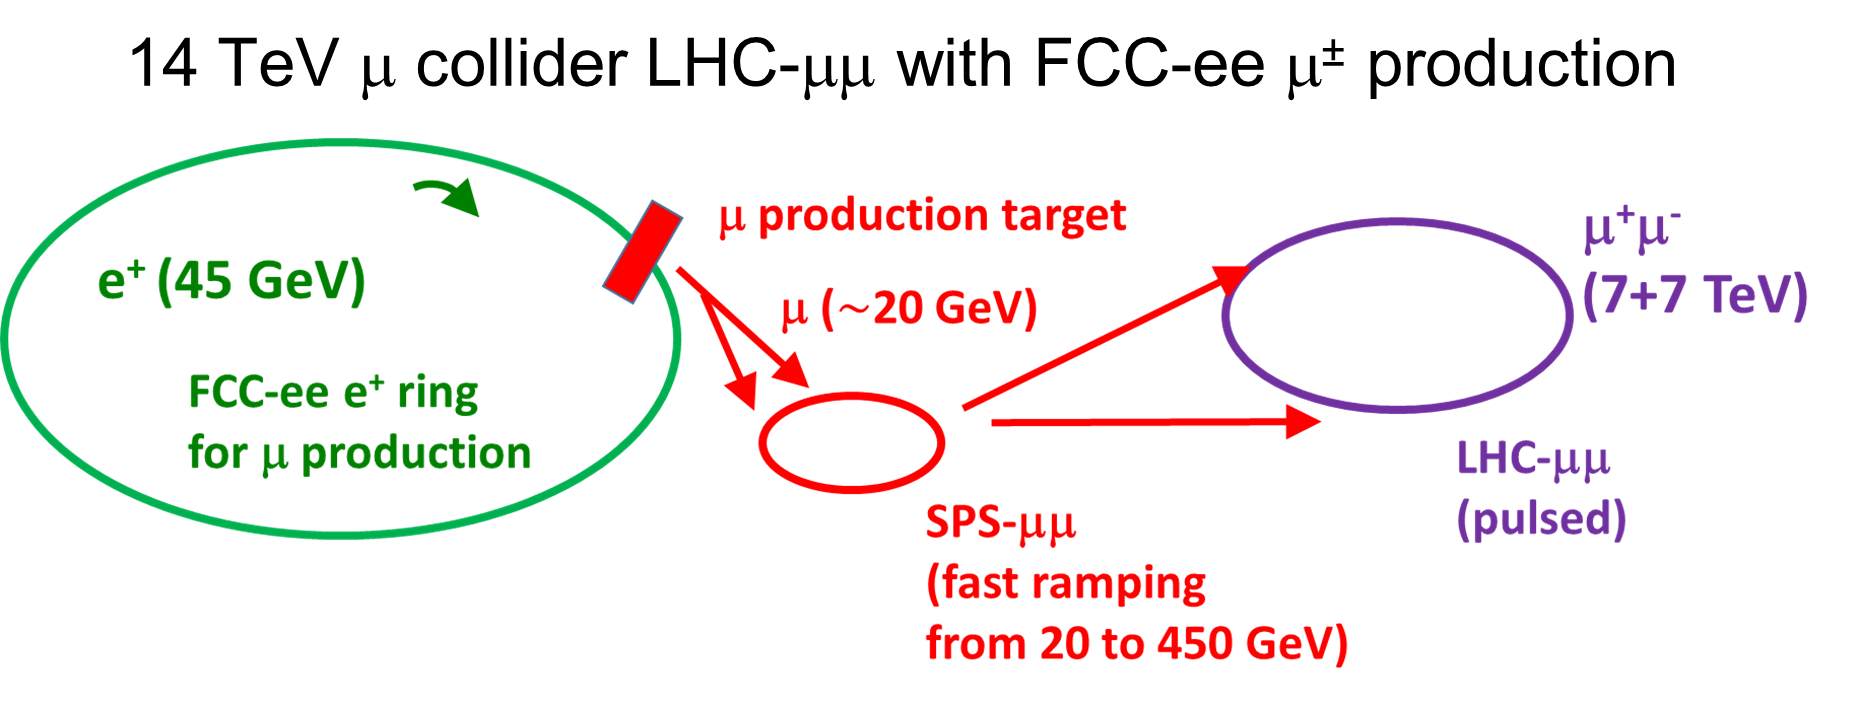 14 TeV μ collider LHC-μμ with FCC-ee μ± production
μ production target
e⁺ (45 GeV)
μ (~20 GeV)
μ⁺μ⁻
(7+7 TeV)
FCC-ee e⁺ ring
for μ production
SPS-μμ
(fast ramping
from 20 to 450 GeV)
LHC-μμ
(pulsed)